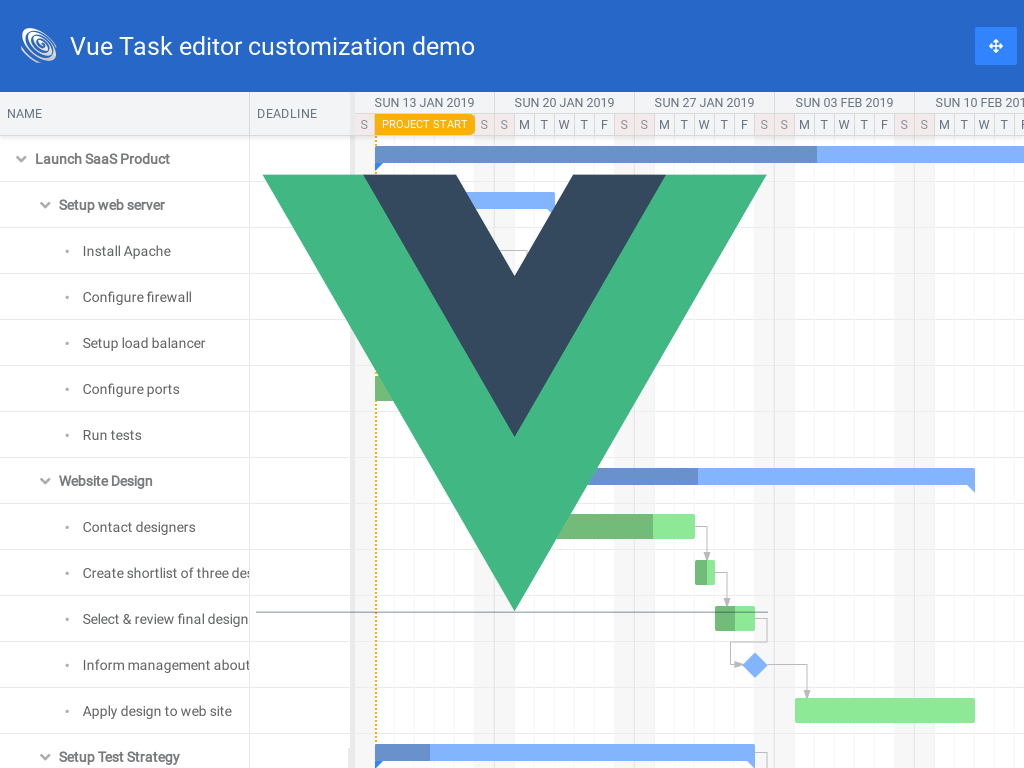 Vue Task editor customization demo
NAME
DEADLINE
SUN 13 JAN 2019
SUN 20 JAN 2019
SUN 27 JAN 2019
SUN 03 FEB 2019
SUN 10 FEB 201
S PROJECT START S S M T W T F S S M T W T F S S M T W T F S S M T W T F
Launch SaaS Product
Setup web server
Install Apache
Configure firewall
Setup load balancer
Configure ports
Run tests
Website Design
Contact designers
Create shortlist of three des
Select & review final design
Inform management about
Apply design to web site
Setup Test Strategy